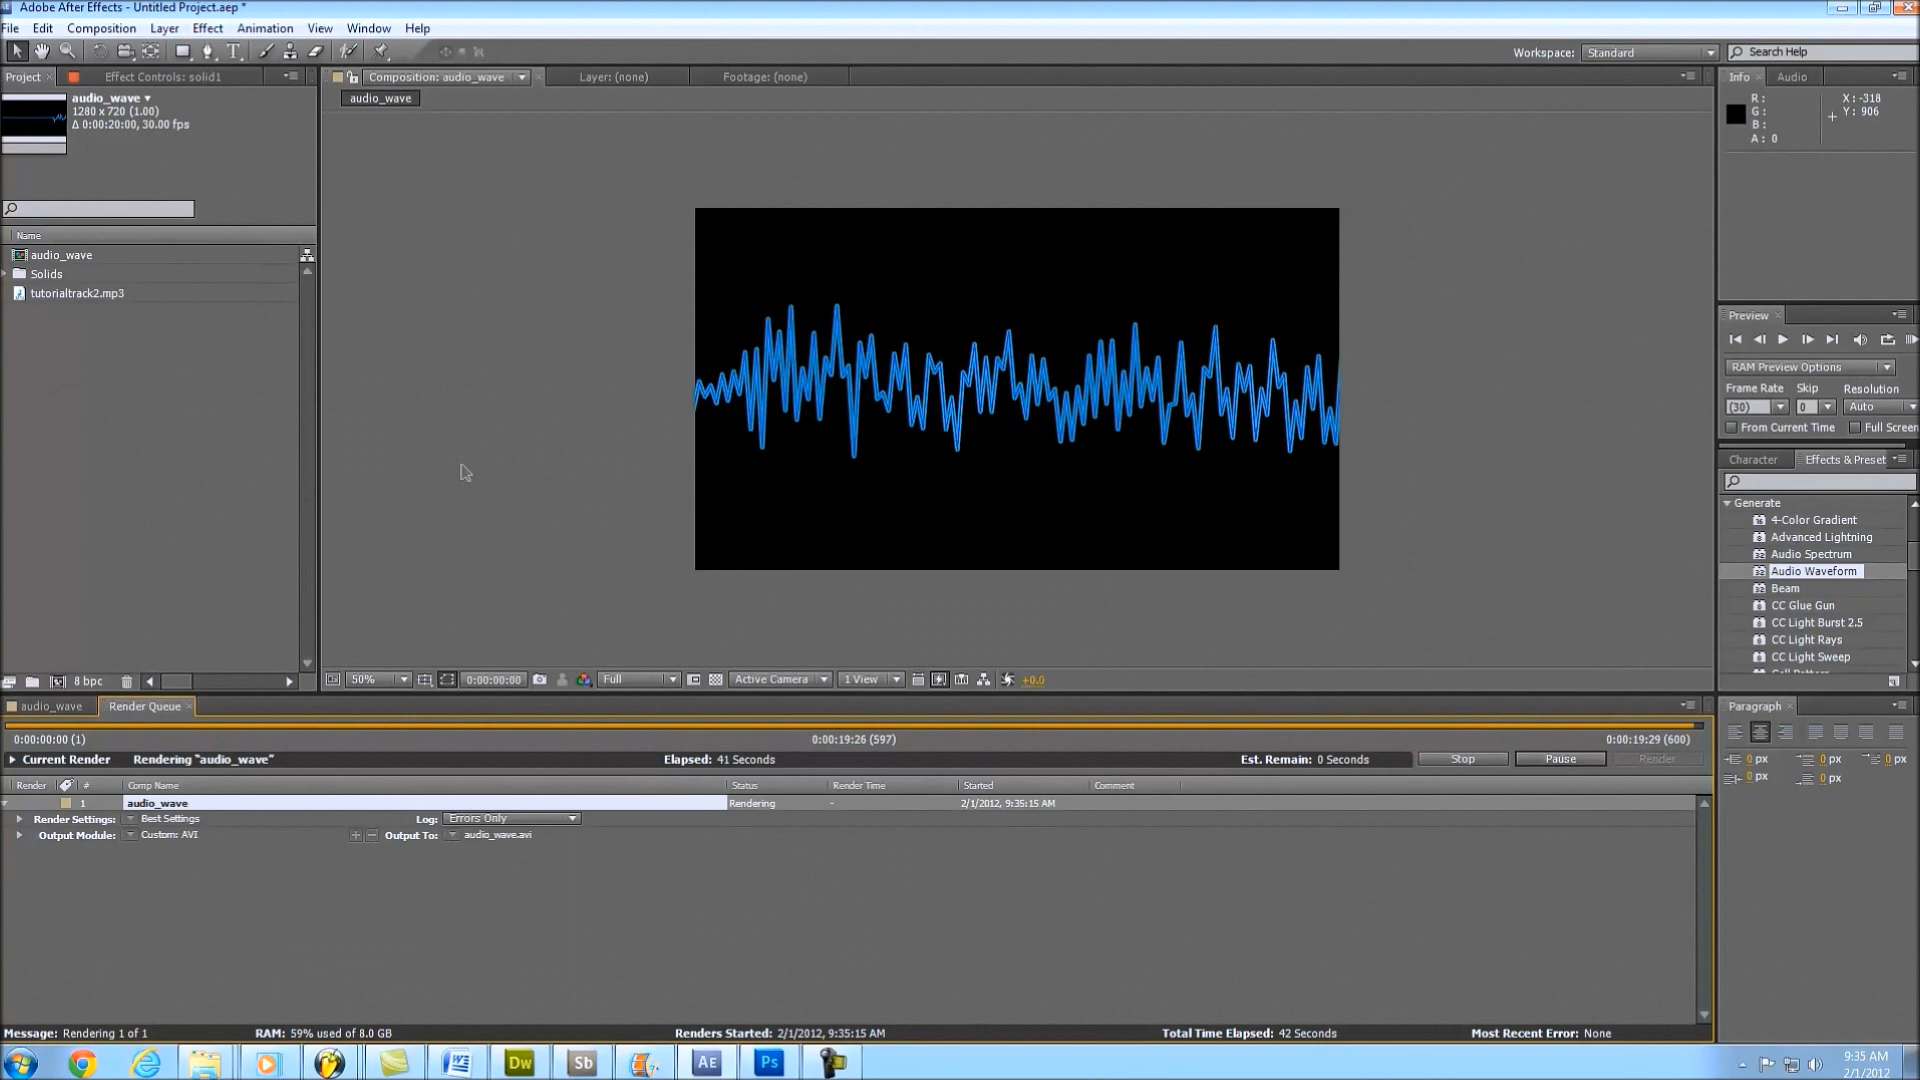 Adobe After Effects - Untitled Project.aep *
File Edit Composition Layer Effect Animation View Window Help
Workspace: Standard Search Help
Project Effect Controls: solid1
Composition: audio_wave Layer: (none) Footage: (none)
Info Audio
audio_wave
1280 x 720 (1.00)
Δ 0:00:20:00, 30.00 fps
audio_wave
R:
G:
B:
A: 0
X: -318
Y: 906
Name
audio_wave
Solids
tutorialtrack2.mp3
Preview
RAM Preview Options
Frame Rate Skip Resolution
(30) 0 Auto
From Current Time Full Screen
Character Effects & Preset
Generate
4-Color Gradient
Advanced Lightning
Audio Spectrum
Audio Waveform
Beam
CC Glue Gun
CC Light Burst 2.5
CC Light Rays
CC Light Sweep
8 bpc
50% 0:00:00:00 Full Active Camera 1 View +0.0
audio_wave Render Queue
Paragraph
0:00:00:00 (1) 0:00:19:26 (597) 0:00:19:29 (600)
Current Render Rendering "audio_wave" Elapsed: 41 Seconds Est. Remain: 0 Seconds Stop Pause Render
0 px 0 px 0 px
0 px 0 px
Render # Comp Name Status Render Time Started Comment
1 audio_wave Rendering - 2/1/2012, 9:35:15 AM
Render Settings: Best Settings Log: Errors Only
Output Module: Custom: AVI Output To: audio_wave.avi
Message: Rendering 1 of 1 RAM: 59% used of 8.0 GB Renders Started: 2/1/2012, 9:35:15 AM Total Time Elapsed: 42 Seconds Most Recent Error: None
Dw Sb AE Ps
9:35 AM
2/1/2012